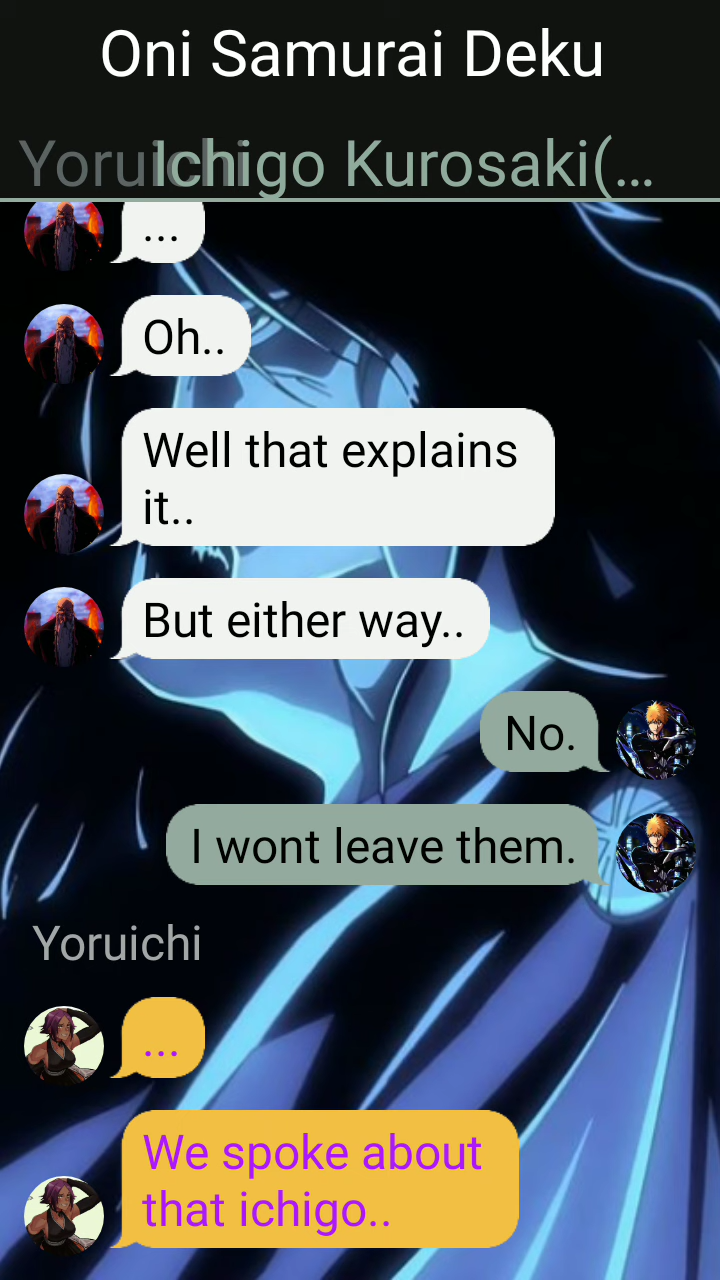 Oni Samurai Deku
Yoruichi
Ichigo Kurosaki(...
...
Oh..
Well that explains
it..
But either way..
No.
I wont leave them.
Yoruichi
...
We spoke about
that ichigo..